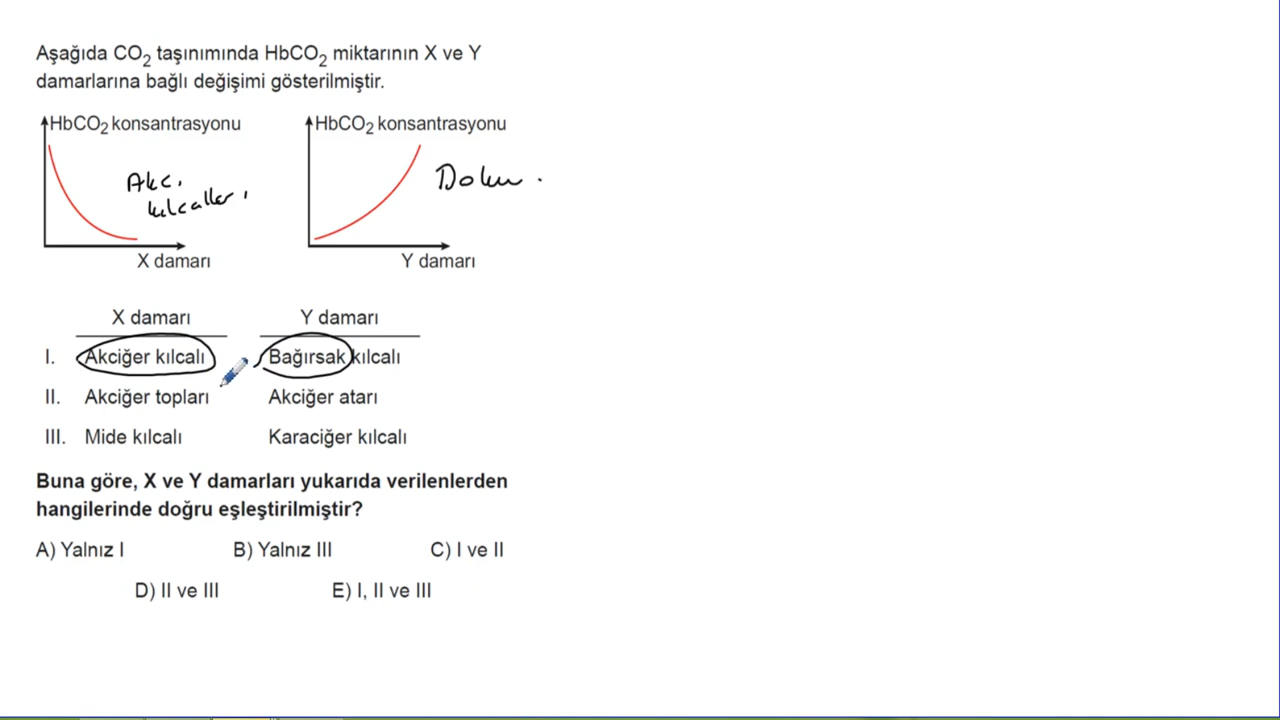 Aşağıda CO₂ taşınımında HbCO₂ miktarının X ve Y
damarlarına bağlı değişimi gösterilmiştir.
HbCO₂ konsantrasyonu
Akc.
kılcalları
X damarı
HbCO₂ konsantrasyonu
Doku.
Y damarı
X damarı Y damarı
I. Akciğer kılcalı Bağırsak kılcalı
II. Akciğer topları Akciğer atarı
III. Mide kılcalı Karaciğer kılcalı
Buna göre, X ve Y damarları yukarıda verilenlerden
hangilerinde doğru eşleştirilmiştir?
A) Yalnız I B) Yalnız III C) I ve II
D) II ve III E) I, II ve III